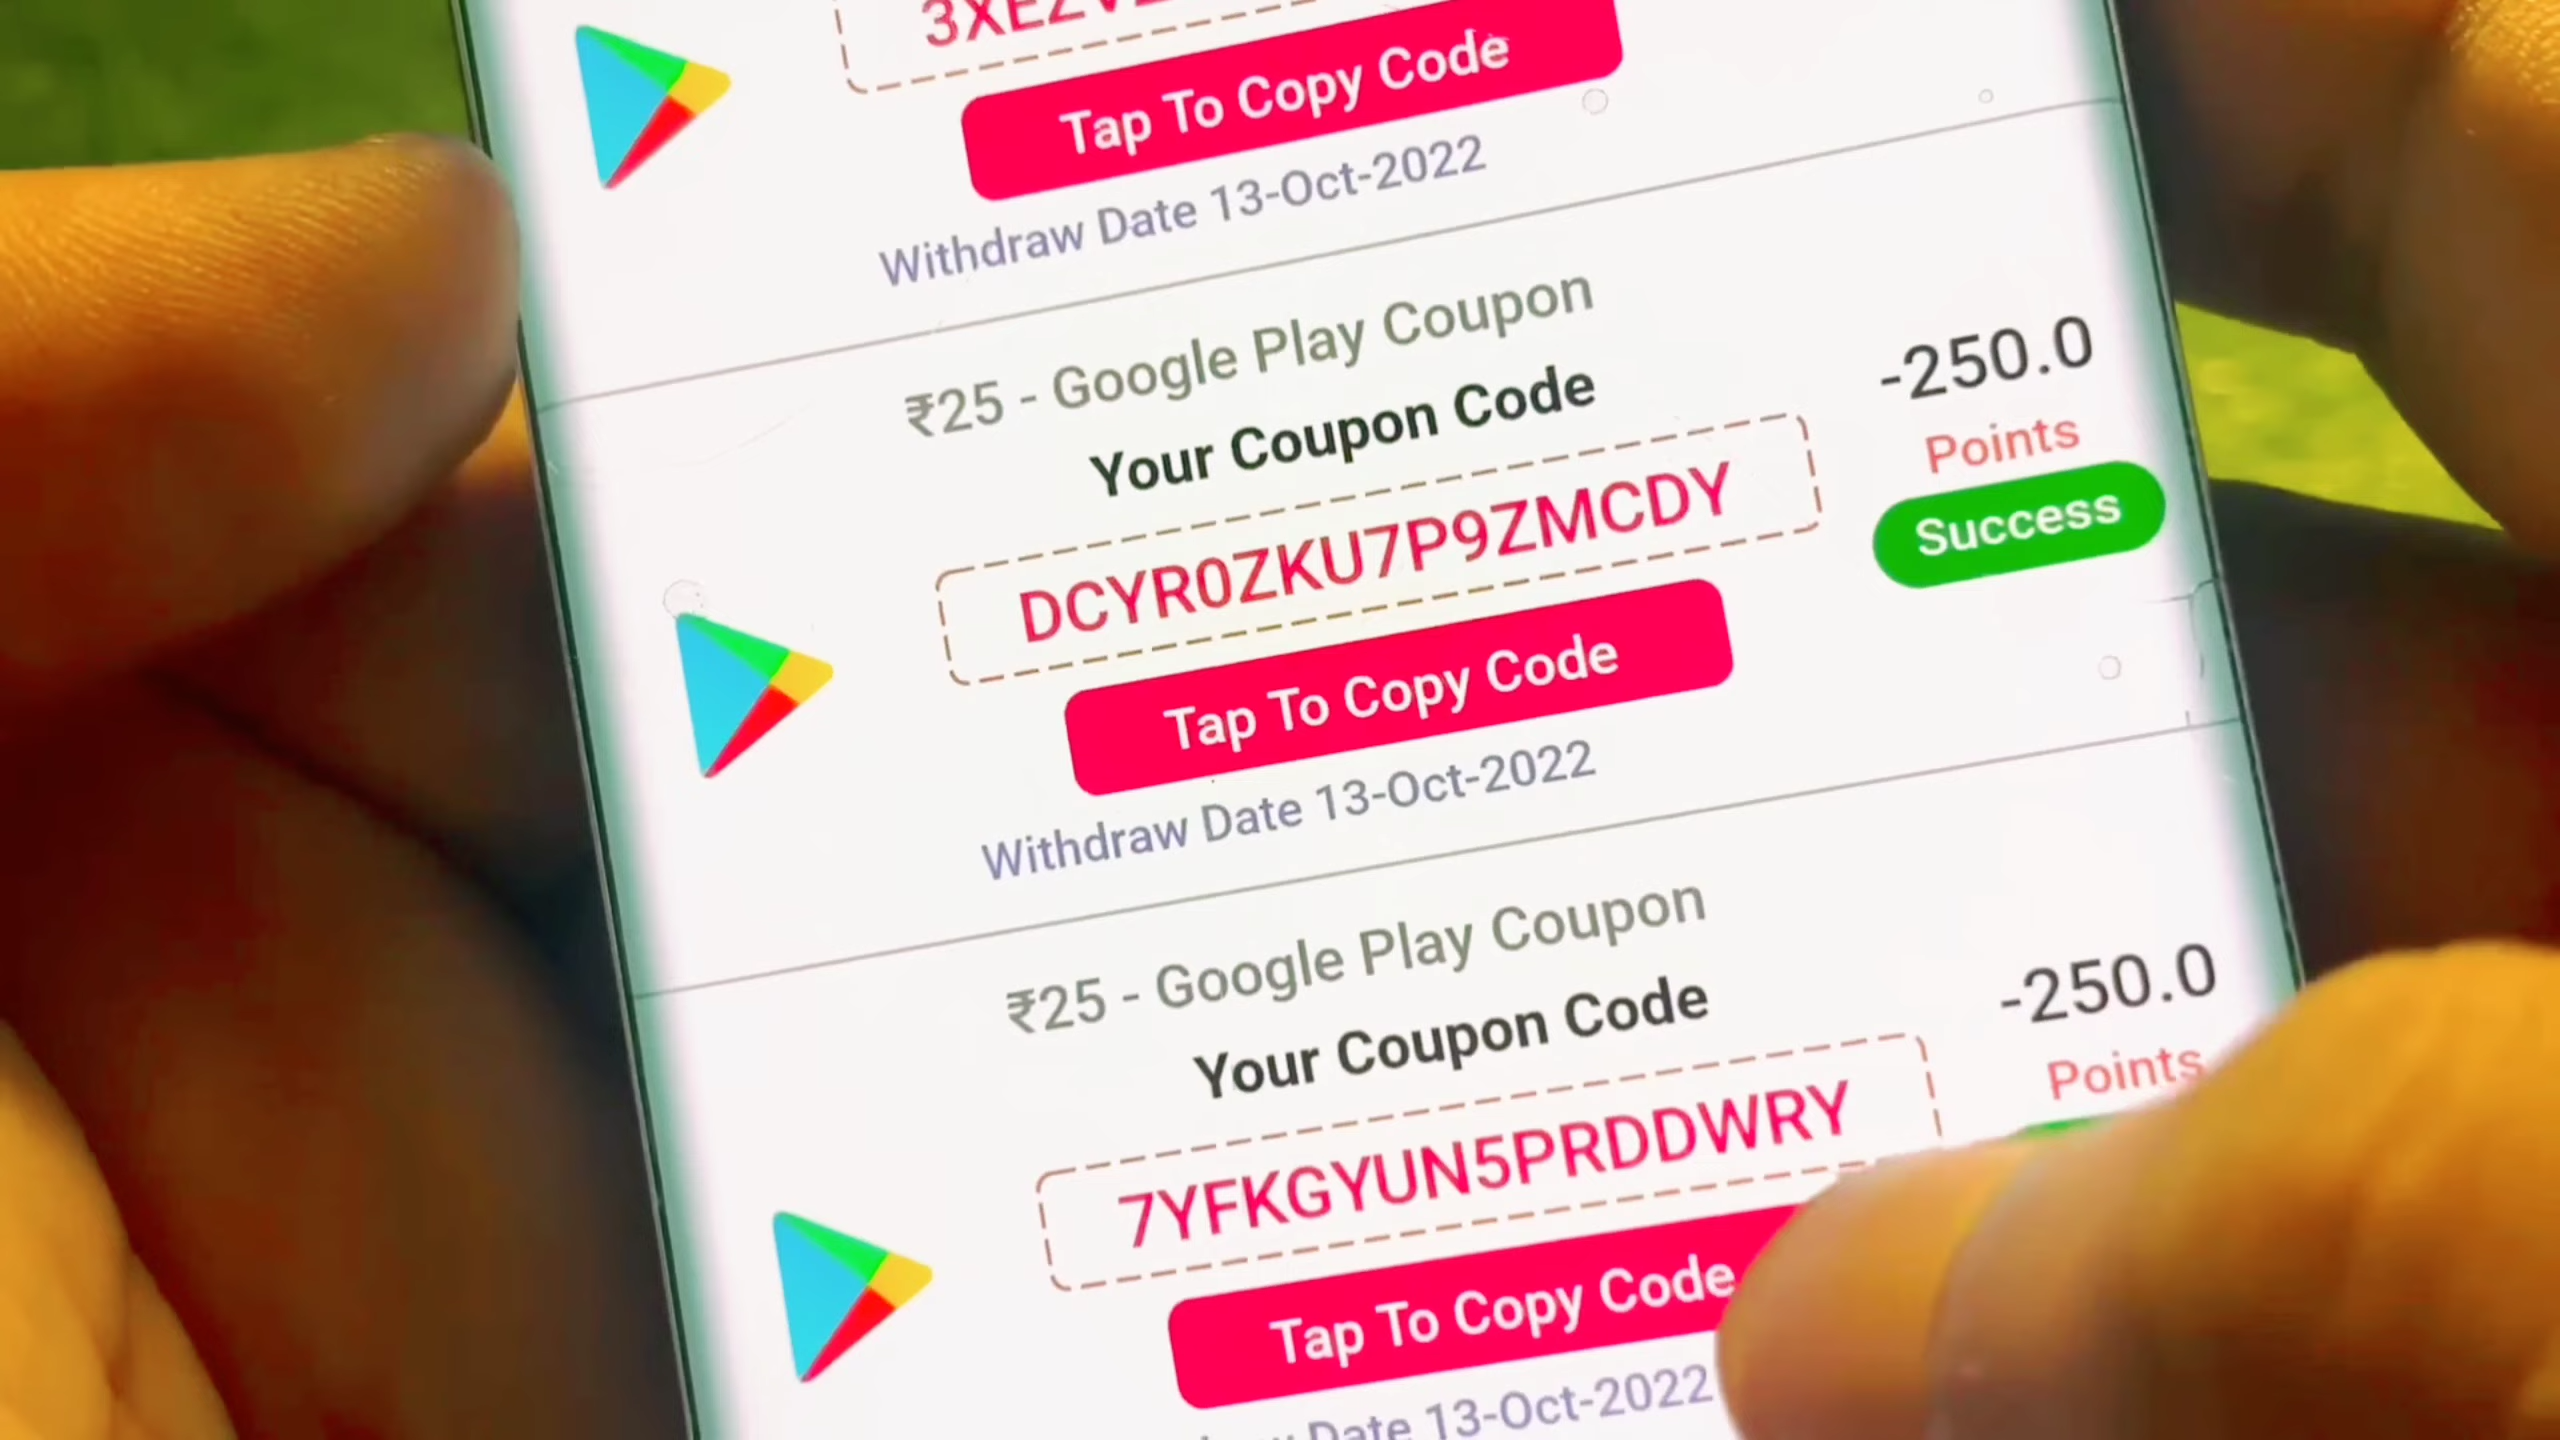 Tap To Copy Code
Withdraw Date 13-Oct-2022
₹25 - Google Play Coupon
Your Coupon Code
-250.0
Points
DCYR0ZKU7P9ZMCDY
Success
Tap To Copy Code
Withdraw Date 13-Oct-2022
₹25 - Google Play Coupon
Your Coupon Code
-250.0
Points
7YFKGYUN5PRDDWRY
Tap To Copy Code
Date 13-Oct-2022